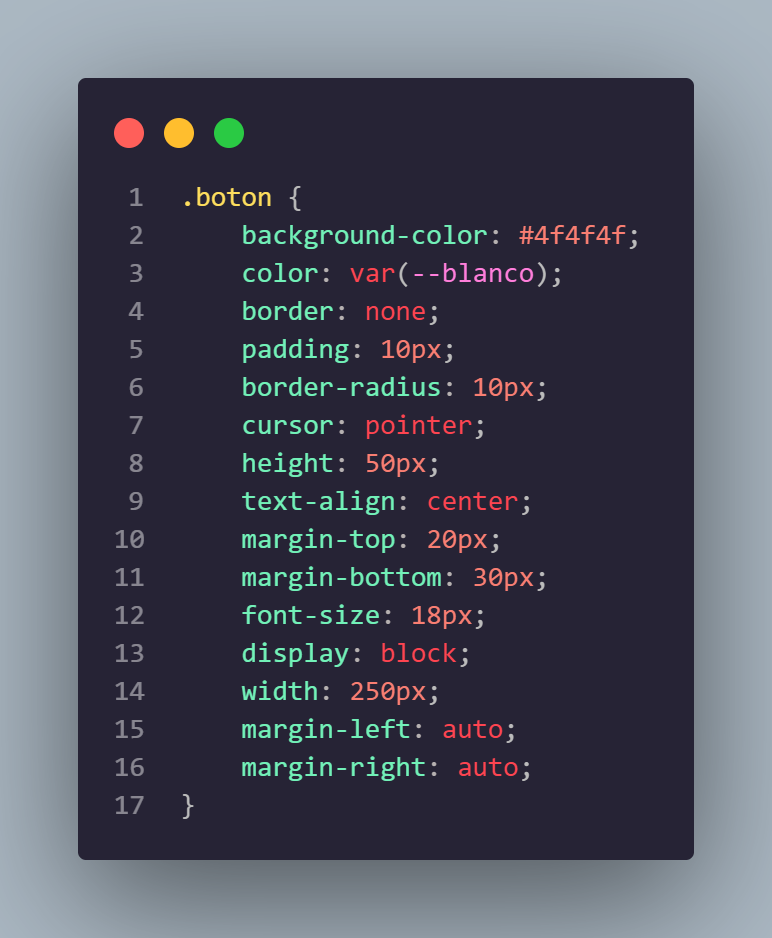 1 .boton {
2 background-color: #4f4f4f;
3 color: var(--blanco);
4 border: none;
5 padding: 10px;
6 border-radius: 10px;
7 cursor: pointer;
8 height: 50px;
9 text-align: center;
10 margin-top: 20px;
11 margin-bottom: 30px;
12 font-size: 18px;
13 display: block;
14 width: 250px;
15 margin-left: auto;
16 margin-right: auto;
17 }